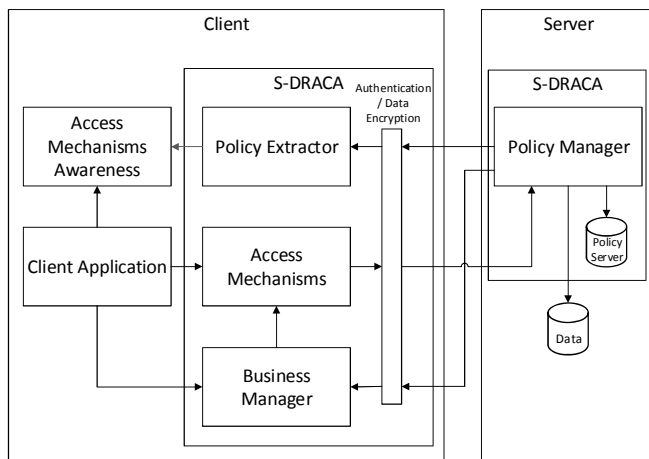 Client
Server
S-DRACA
S-DRACA
Authentication
/ Data
Encryption
Access
Mechanisms
Awareness
Policy Extractor
Policy Manager
Client Application
Access
Mechanisms
Policy
Server
Data
Business
Manager